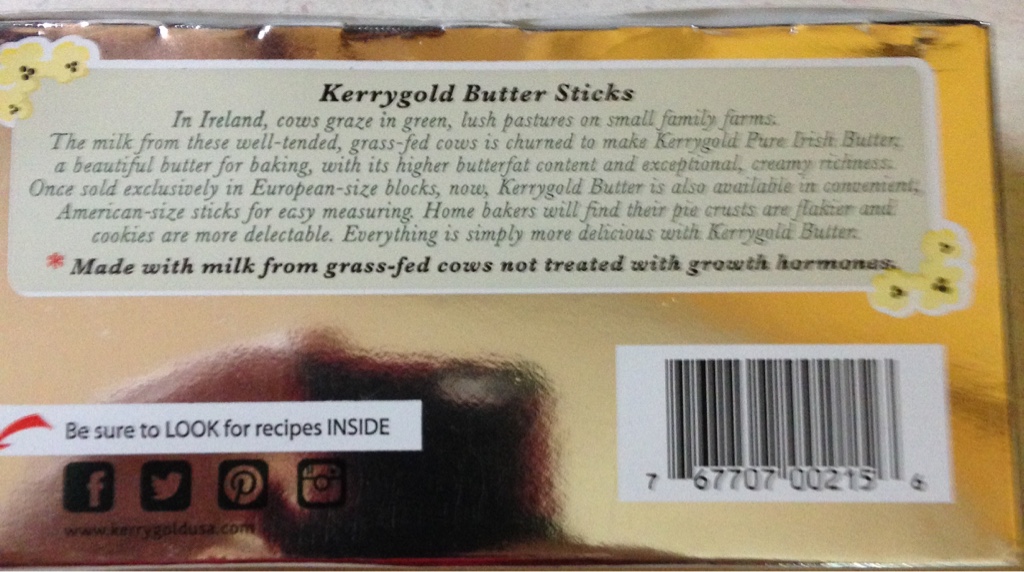 Kerrygold Butter Sticks
In Ireland, cows graze in green, lush pastures on small family farms.
The milk from these well-tended, grass-fed cows is churned to make Kerrygold Pure Irish Butter,
a beautiful butter for baking, with its higher butterfat content and exceptional, creamy richness.
Once sold exclusively in European-size blocks, now, Kerrygold Butter is also available in convenient,
American-size sticks for easy measuring. Home bakers will find their pie crusts are flakier and
cookies are more delectable. Everything is simply more delicious with Kerrygold Butter.
* Made with milk from grass-fed cows not treated with growth hormones.
Be sure to LOOK for recipes INSIDE
www.kerrygoldusa.com
7 67707 00215 6